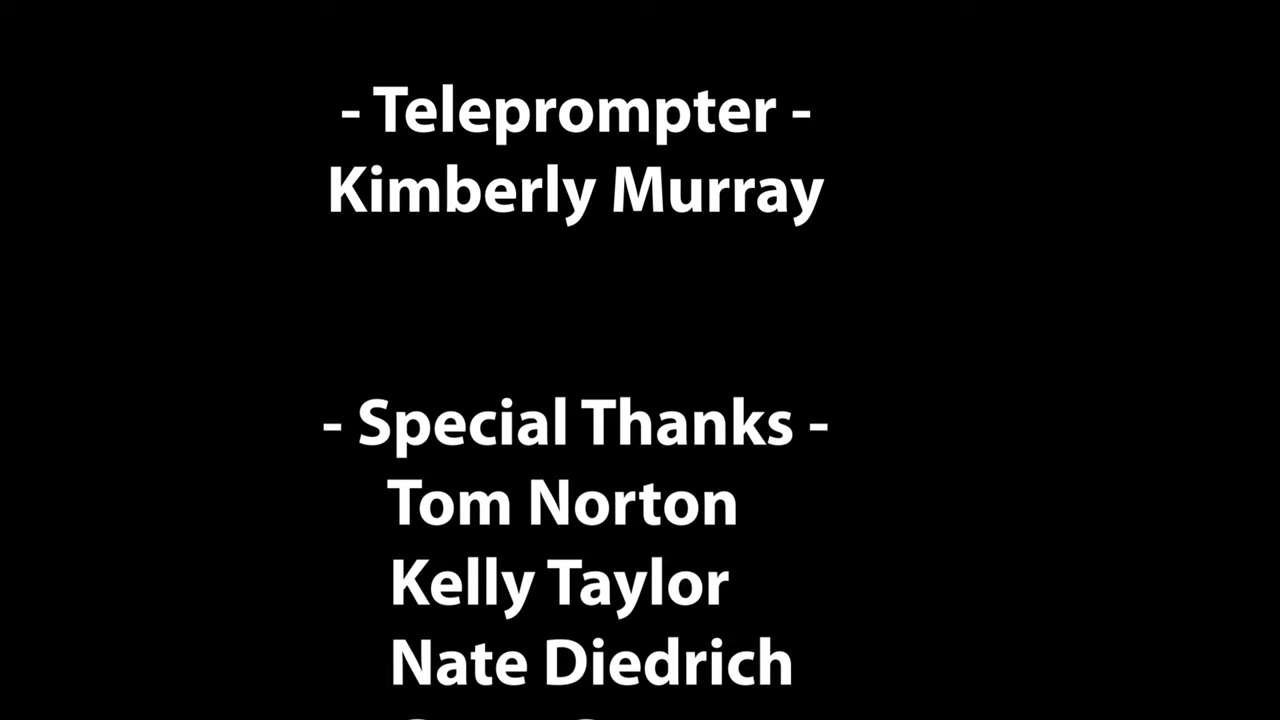 - Teleprompter -
Kimberly Murray
- Special Thanks -
Tom Norton
Kelly Taylor
Nate Diedrich